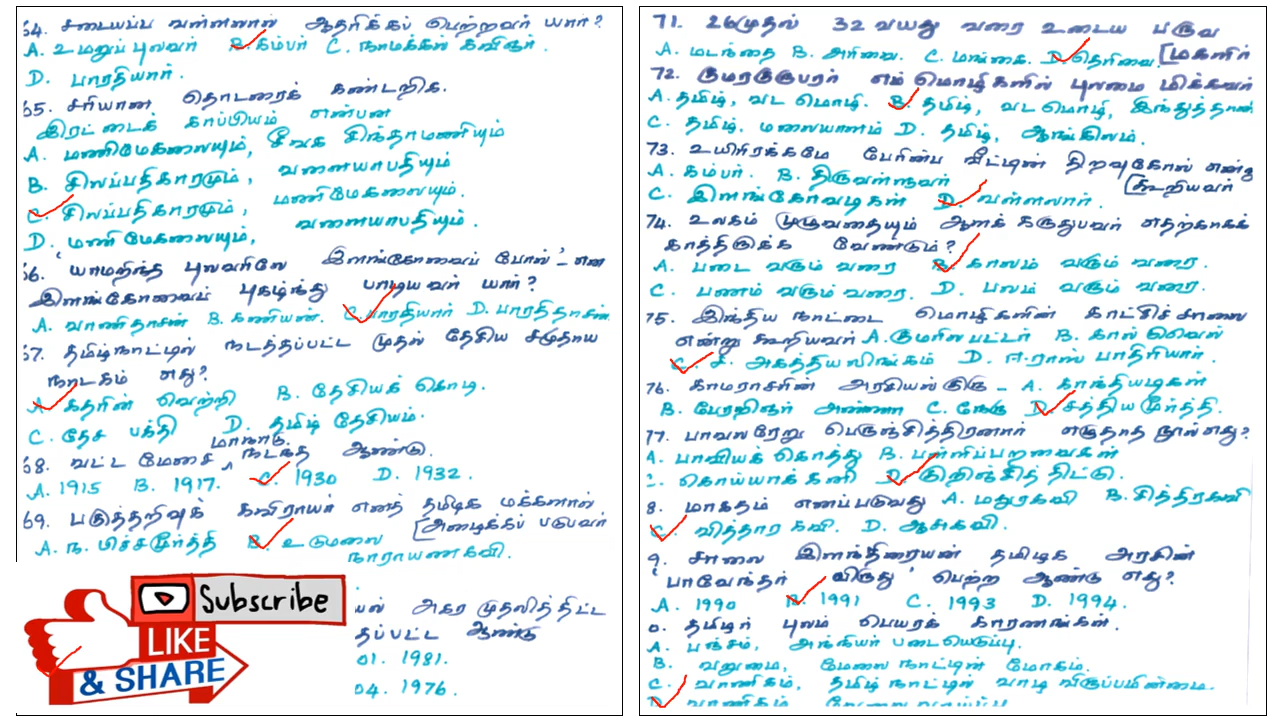 64. சடையப்ப வள்ளலால் ஆதரிக்கப் பெற்றவர் யார்?
A. உமறுப் புலவர் B. கம்பர் C. நாமக்கல் கவிஞர்.
D. பாரதியார்.
65. சரியான தொடரைக் கண்டறிக.
இரட்டைக் காப்பியம் என்பன
A. மணிமேகலையும், சீவக சிந்தாமணியும்
B. சிலப்பதிகாரமும், வளையாபதியும்
C. சிலப்பதிகாரமும், மணிமேகலையும்.
D. மணிமேகலையும், வளையாபதியும்.
66. 'யாமறிந்த புலவரிலே இளங்கோவைப் போல்' - என
இளங்கோவைப் புகழ்ந்து பாடியவர் யார்?
A. வாணிதாசன் B. கணியன். C. பாரதியார் D. பாரதிதாசன்.
67. தமிழ்நாட்டில் நடத்தப்பட்ட முதல் தேசிய சமுதாய
நாடகம் எது?
A. கதரின் வெற்றி B. தேசியக் கொடி.
C. தேச பக்தி D. தமிழ் தேசியம்.
68. வட்ட மேசை மாநாடு நடந்த ஆண்டு.
A. 1915 B. 1917. C. 1930 D. 1932.
69. பகுத்தறிவுக் கவிராயர் எனத் தமிழக மக்களால்
[அழைக்கப் படுபவர்
A. ந. பிச்சமூர்த்தி B. உடுமலை
நாராயணகவி.
யல் அகர முதலித்திட்ட
தப்பட்ட ஆண்டு
01. 1981.
04. 1976.
Subscribe
LIKE
& SHARE
71. 26முதல் 32 வயது வரை உடைய பருவ
[மகளிர்
A. மடந்தை B. அரிவை. C. மங்கை. D. தெரிவை.
72. குமரகுருபரர் எம் மொழிகளில் புலமை மிக்கவர்
A. தமிழ், வட மொழி. B. தமிழ், வடமொழி, இந்துத்தான்
C. தமிழ். மலையாளம் D. தமிழ், ஆங்கிலம்.
73. உயிரிரக்கமே பேரின்ப வீட்டின் திறவுகோல் என்று
[கூறியவர்
A. கம்பர். B. திருவள்ளுவர்
C. இளங்கோவடிகள் D. வள்ளலார்.
74. உலகம் முழுவதையும் ஆளக் கருதுபவர் எதற்காகக்
காத்திருக்க வேண்டும்?
A. படை வரும் வரை B. காலம் வரும் வரை.
C. பணம் வரும் வரை. D. பலம் வரும் வரை.
75. இந்திய நாட்டை மொழிகளின் காட்சிச்சாலை
என்று கூறியவர் A. குமரிலபட்டர் B. கால்டுவெல்
C. ச. அகத்தியலிங்கம் D. ஈ.ராஸ் பாதிரியார்.
76. காமராசரின் அரசியல் குரு - A. காந்தியடிகள்
B. பேரறிஞர் அண்ணா C. நேரு D. சத்தியமூர்த்தி.
77. பாவலரேறு பெருஞ்சித்திரனார் எழுதாத நூல் எது?
A. பாவியக் கொத்து B. பள்ளிப்பறவைகள்
C. கொய்யாக்கனி D. குறிஞ்சித் திட்டு.
8. மாகதம் எனப்படுவது A. மதுரகவி B. சித்திரகவி
C. வித்தாரகவி. D. ஆசுகவி.
9. சாலை இளந்திரையன் தமிழக அரசின்
'பாவேந்தர் விருது' பெற்ற ஆண்டு எது?
A. 1990 B. 1991 C. 1993 D. 1994.
0. தமிழர் புலம் பெயரக் காரணங்கள்.
A. பஞ்சம், அந்நியர் படையெடுப்பு.
B. வறுமை, மேலைநாட்டின் மோகம்.
C. வாணிகம், தமிழ் நாட்டில் வாழ விருப்பமின்மை.
D. வாணிகம், வேலைவாய்ப்பு